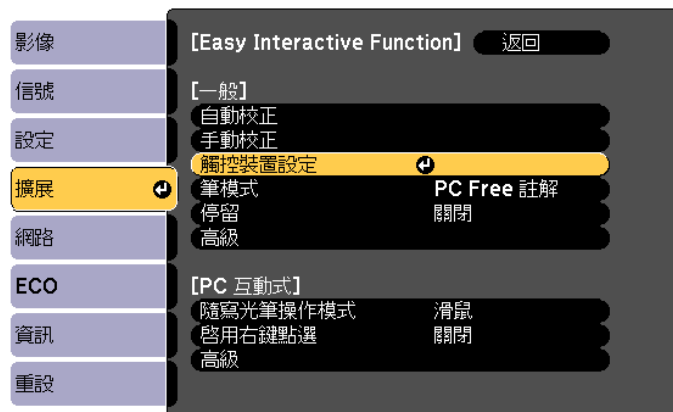 影像
信號
設定
擴展
網路
ECO
資訊
重設
[Easy Interactive Function] 返回
[一般]
自動校正
手動校正
觸控裝置設定
筆模式 PC Free 註解
停留 關閉
高級
[PC 互動式]
隨寫光筆操作模式 滑鼠
啓用右鍵點選 關閉
高級